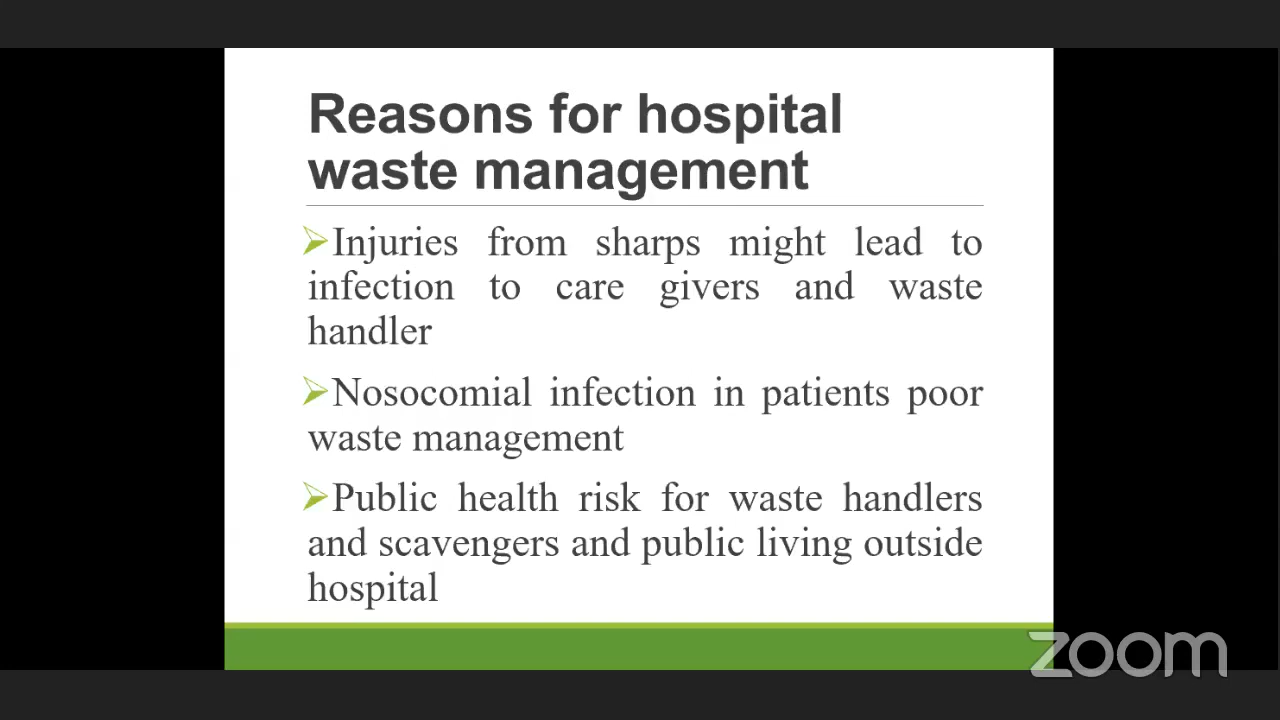 Reasons for hospital
waste management
Injuries from sharps might lead to
infection to care givers and waste
handler
Nosocomial infection in patients poor
waste management
Public health risk for waste handlers
and scavengers and public living outside
hospital
zoom